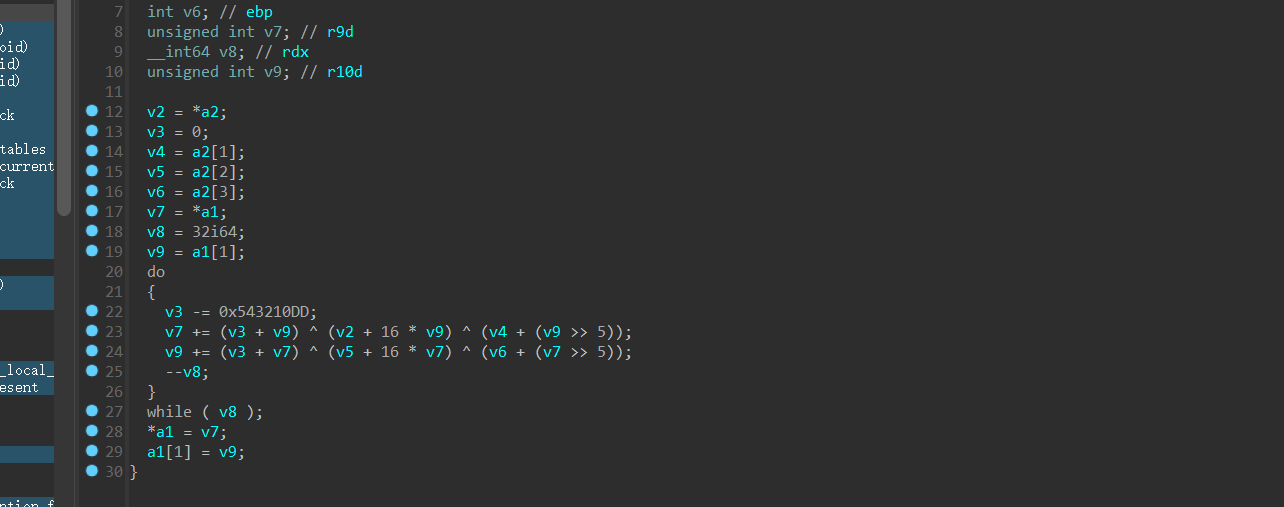 7 int v6; // ebp
) 8 unsigned int v7; // r9d
oid) 9 __int64 v8; // rdx
id) 10 unsigned int v9; // r10d
id) 11
ck 12 v2 = *a2;
13 v3 = 0;
tables 14 v4 = a2[1];
current 15 v5 = a2[2];
ck 16 v6 = a2[3];
17 v7 = *a1;
18 v8 = 32i64;
19 v9 = a1[1];
20 do
) 21 {
22 v3 -= 0x543210DD;
23 v7 += (v3 + v9) ^ (v2 + 16 * v9) ^ (v4 + (v9 >> 5));
24 v9 += (v3 + v7) ^ (v5 + 16 * v7) ^ (v6 + (v7 >> 5));
_local_ 25 --v8;
esent 26 }
27 while ( v8 );
28 *a1 = v7;
29 a1[1] = v9;
30 }